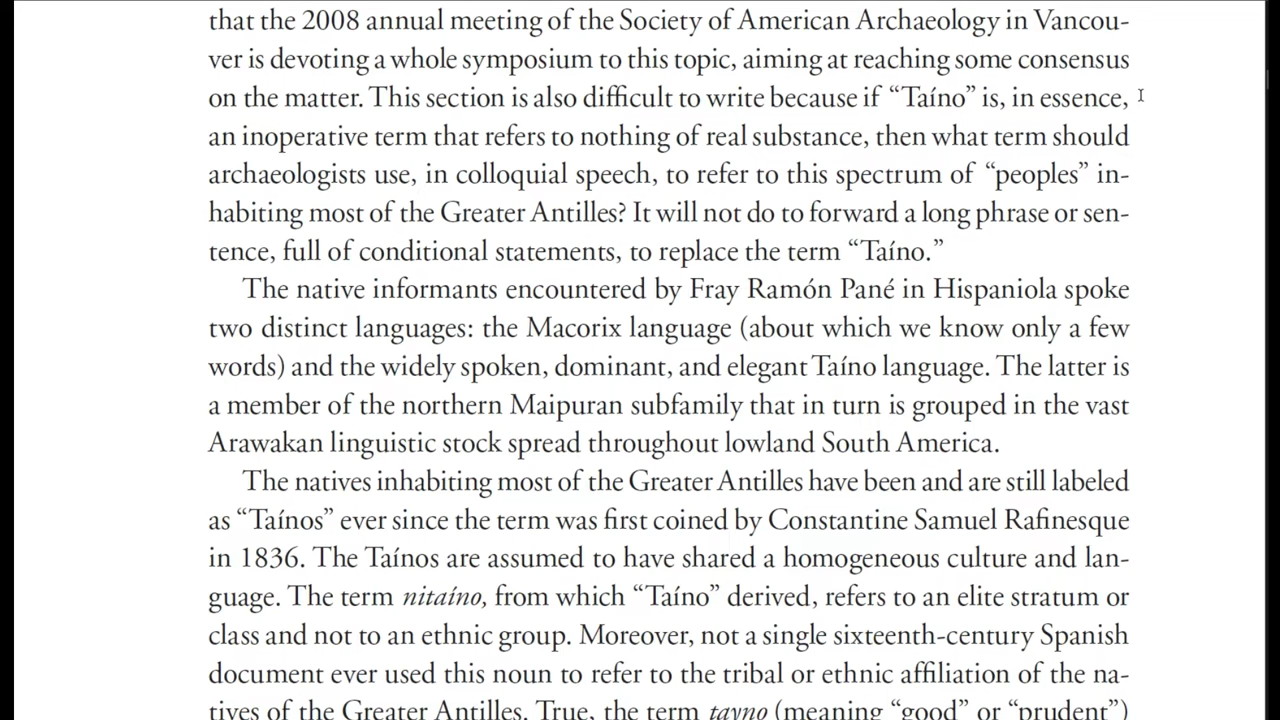 that the 2008 annual meeting of the Society of American Archaeology in Vancou-
ver is devoting a whole symposium to this topic, aiming at reaching some consensus
on the matter. This section is also difficult to write because if “Taíno” is, in essence,
an inoperative term that refers to nothing of real substance, then what term should
archaeologists use, in colloquial speech, to refer to this spectrum of “peoples” in-
habiting most of the Greater Antilles? It will not do to forward a long phrase or sen-
tence, full of conditional statements, to replace the term “Taíno.”
The native informants encountered by Fray Ramón Pané in Hispaniola spoke
two distinct languages: the Macorix language (about which we know only a few
words) and the widely spoken, dominant, and elegant Taíno language. The latter is
a member of the northern Maipuran subfamily that in turn is grouped in the vast
Arawakan linguistic stock spread throughout lowland South America.
The natives inhabiting most of the Greater Antilles have been and are still labeled
as “Taínos” ever since the term was first coined by Constantine Samuel Rafinesque
in 1836. The Taínos are assumed to have shared a homogeneous culture and lan-
guage. The term nitaíno, from which “Taíno” derived, refers to an elite stratum or
class and not to an ethnic group. Moreover, not a single sixteenth-century Spanish
document ever used this noun to refer to the tribal or ethnic affiliation of the na-
tives of the Greater Antilles. True, the term tayno (meaning “good” or “prudent”)